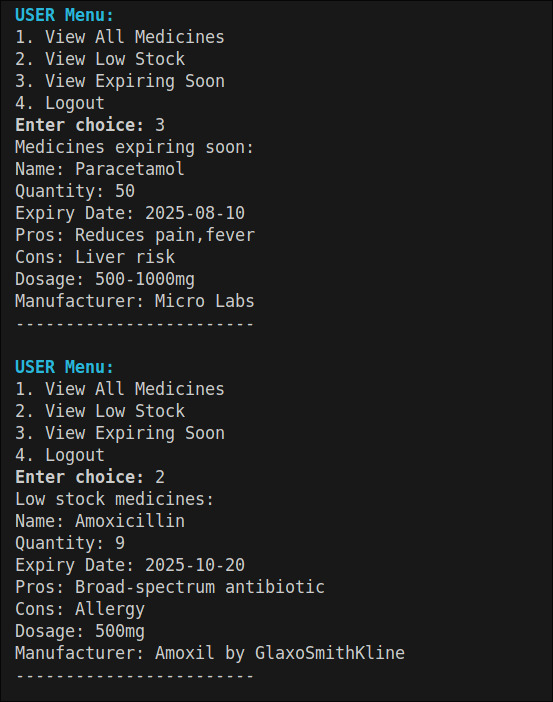 USER Menu:
1. View All Medicines
2. View Low Stock
3. View Expiring Soon
4. Logout
Enter choice: 3
Medicines expiring soon:
Name: Paracetamol
Quantity: 50
Expiry Date: 2025-08-10
Pros: Reduces pain,fever
Cons: Liver risk
Dosage: 500-1000mg
Manufacturer: Micro Labs
------------------------
USER Menu:
1. View All Medicines
2. View Low Stock
3. View Expiring Soon
4. Logout
Enter choice: 2
Low stock medicines:
Name: Amoxicillin
Quantity: 9
Expiry Date: 2025-10-20
Pros: Broad-spectrum antibiotic
Cons: Allergy
Dosage: 500mg
Manufacturer: Amoxil by GlaxoSmithKline
------------------------